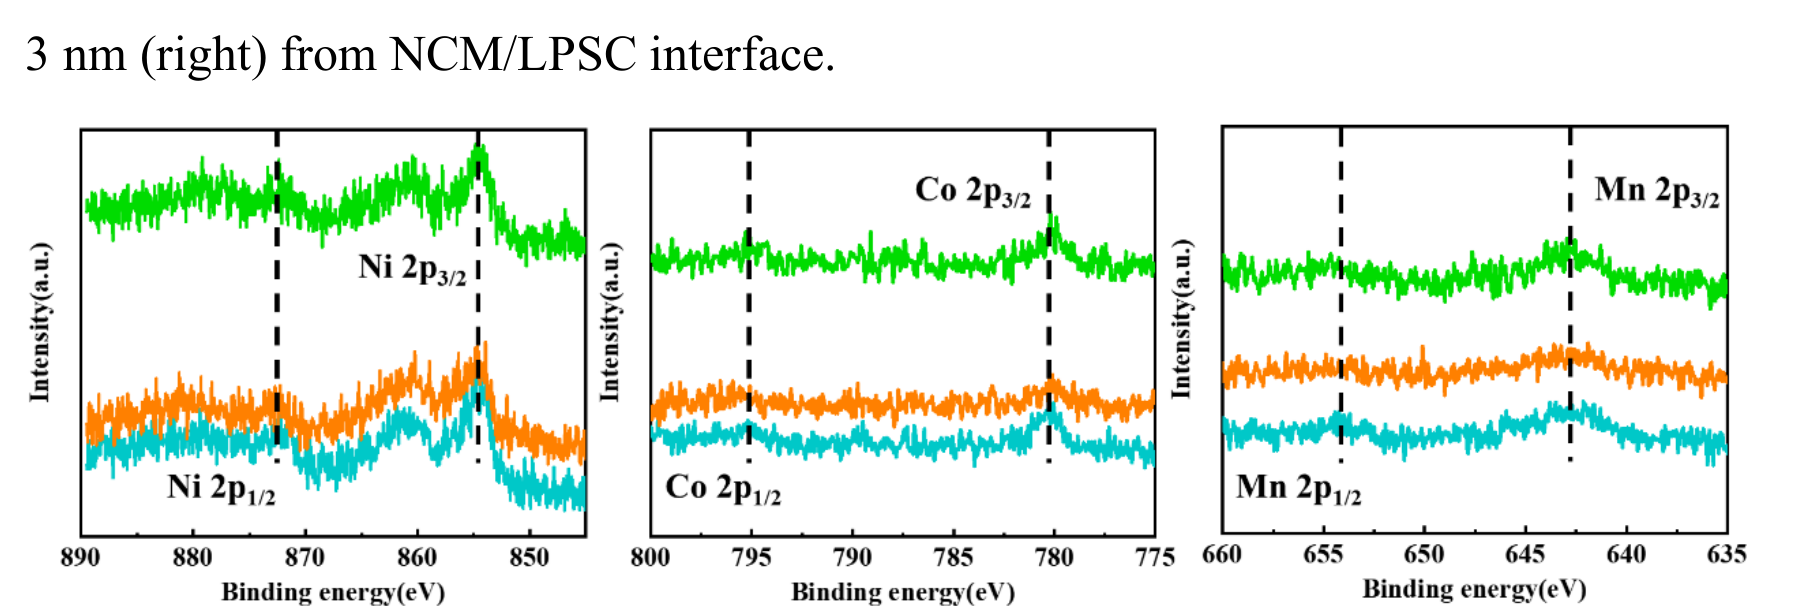 3 nm (right) from NCM/LPSC interface.
Intensity(a.u.)
Ni 2p3/2
Ni 2p1/2
890 880 870 860 850
Binding energy(eV)
Intensity(a.u.)
Co 2p3/2
Co 2p1/2
800 795 790 785 780 775
Binding energy(eV)
Intensity(a.u.)
Mn 2p3/2
Mn 2p1/2
660 655 650 645 640 635
Binding energy(eV)